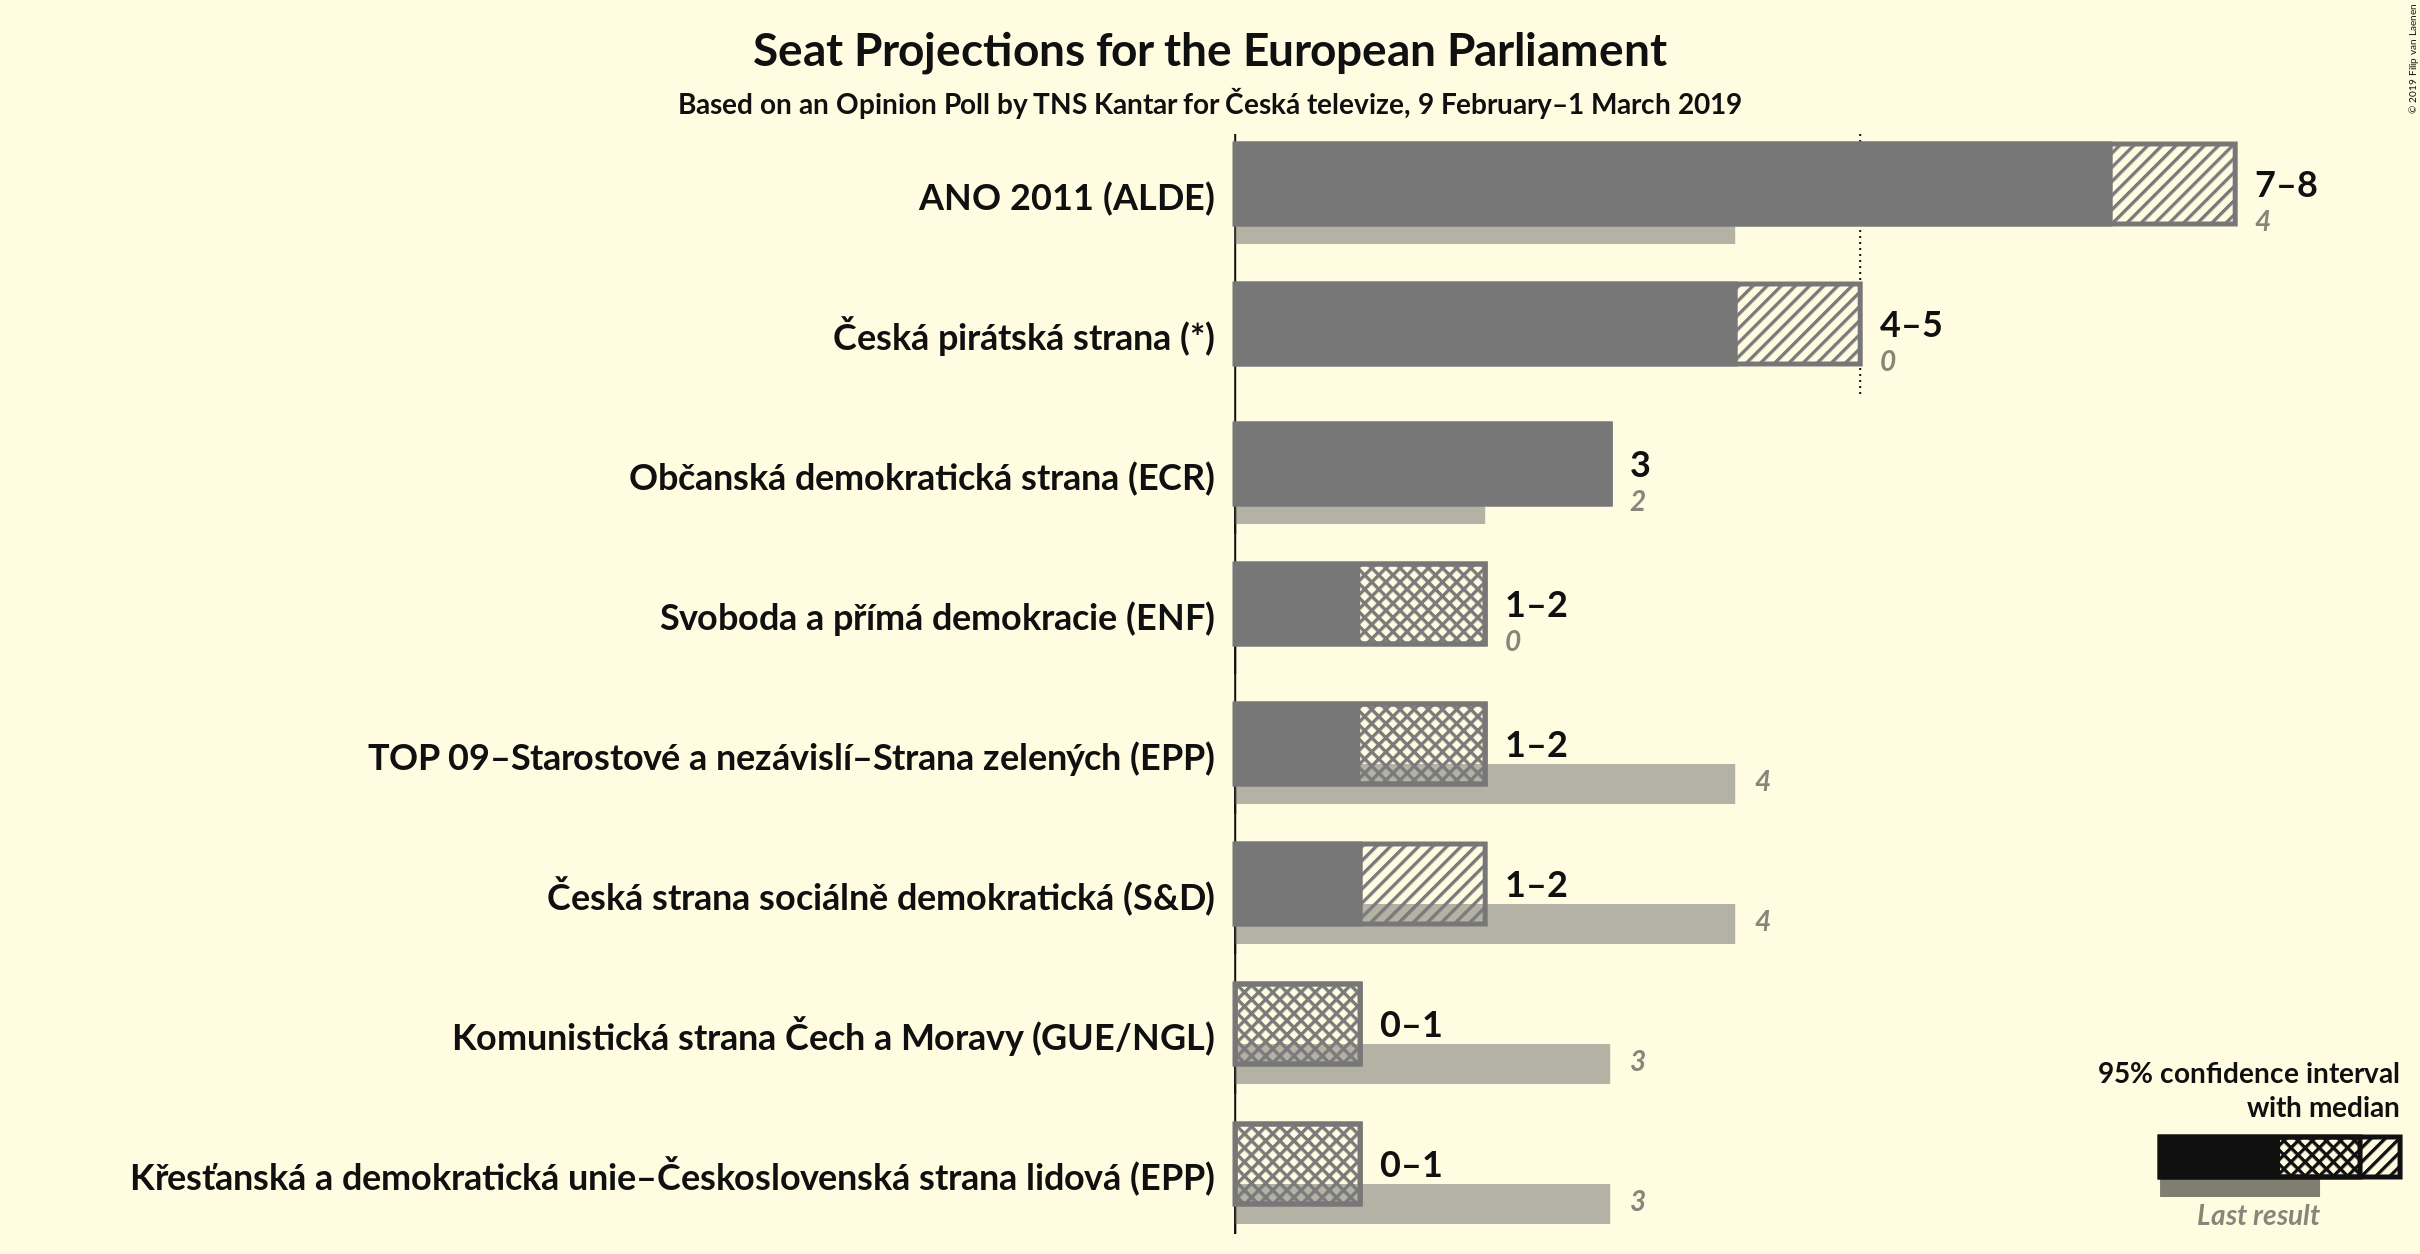 Seat Projections for the European Parliament
Based on an Opinion Poll by TNS Kantar for Česká televize, 9 February–1 March 2019
© 2019 Filip van Laenen
ANO 2011 (ALDE)
7–8
4
Česká pirátská strana (*)
4–5
0
Občanská demokratická strana (ECR)
3
2
Svoboda a přímá demokracie (ENF)
1–2
0
TOP 09–Starostové a nezávislí–Strana zelených (EPP)
1–2
4
Česká strana sociálně demokratická (S&D)
1–2
4
Komunistická strana Čech a Moravy (GUE/NGL)
0–1
3
Křesťanská a demokratická unie–Československá strana lidová (EPP)
0–1
3
95% confidence interval
with median
Last result